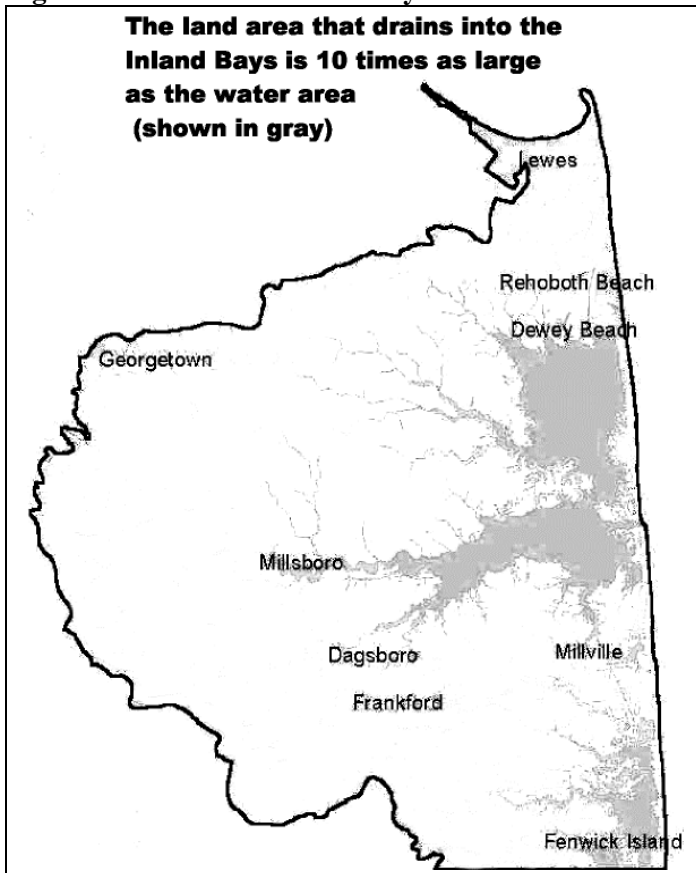 The land area that drains into the
Inland Bays is 10 times as large
as the water area
(shown in gray)
Lewes
Rehoboth Beach
Dewey Beach
Georgetown
Millsboro
Dagsboro
Millville
Frankford
Fenwick Island